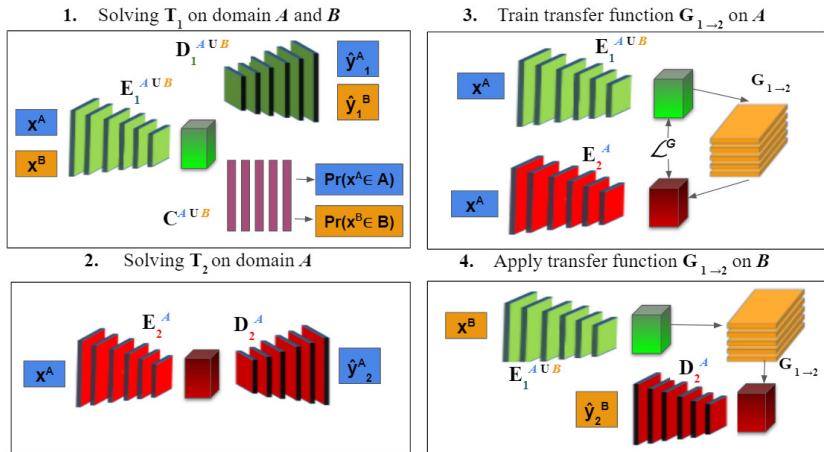 1. Solving T₁ on domain A and B
D₁ᴬ ᵁ ᴮ
ŷᴬ₁
E₁ᴬ ᵁ ᴮ
ŷ₁ᴮ
xᴬ
xᴮ
Pr(xᴬ∈ A)
Cᴬ ᵁ ᴮ
Pr(xᴮ∈ B)
2. Solving T₂ on domain A
E₂ᴬ
D₂ᴬ
xᴬ
ŷᴬ₂
3. Train transfer function G₁→₂ on A
E₁ᴬ ᵁ ᴮ
G₁→₂
xᴬ
ℒᴳ
E₂ᴬ
xᴬ
4. Apply transfer function G₁→₂ on B
xᴮ
E₁ᴬ ᵁ ᴮ
D₂ᴬ
G₁→₂
ŷ₂ᴮ